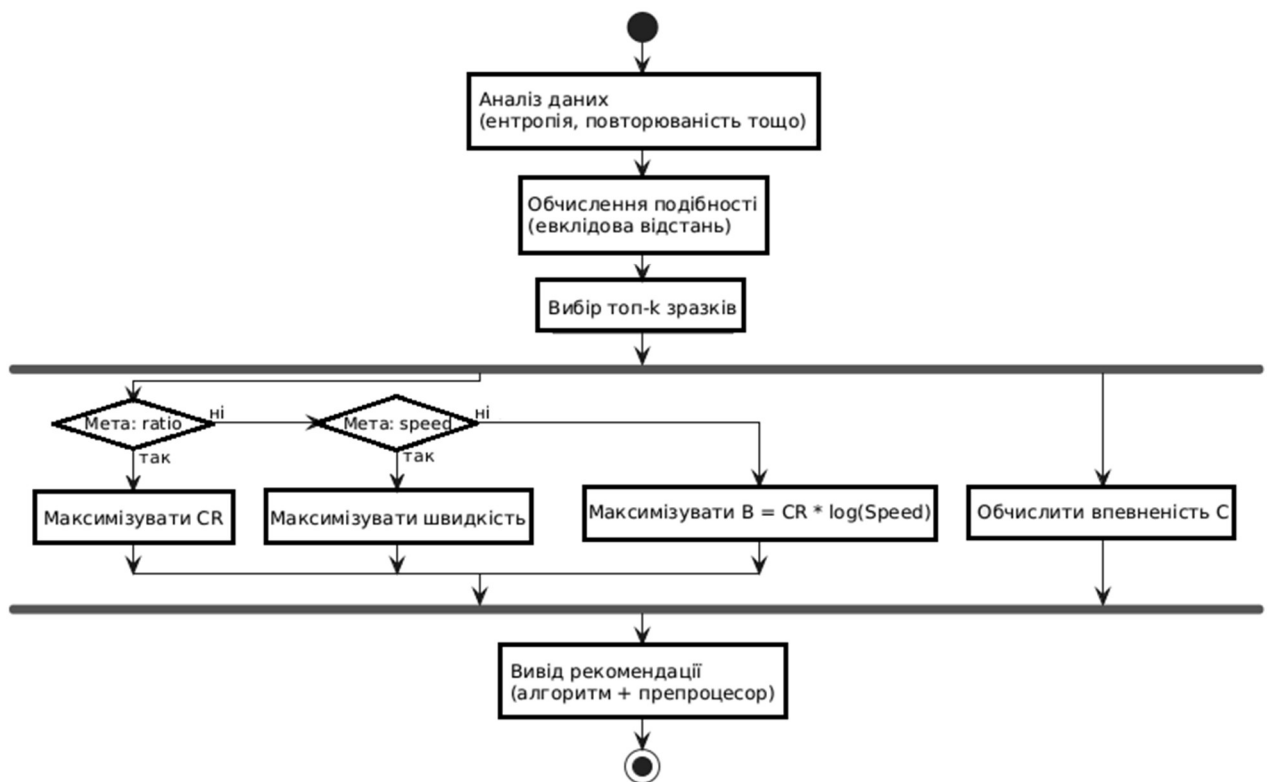 Аналіз даних
(ентропія, повторюваність тощо)
Обчислення подібності
(евклідова відстань)
Вибір топ-k зразків
Мета: ratio
ні
Мета: speed
ні
так
так
Максимізувати CR
Максимізувати швидкість
Максимізувати B = CR * log(Speed)
Обчислити впевненість C
Вивід рекомендації
(алгоритм + препроцесор)